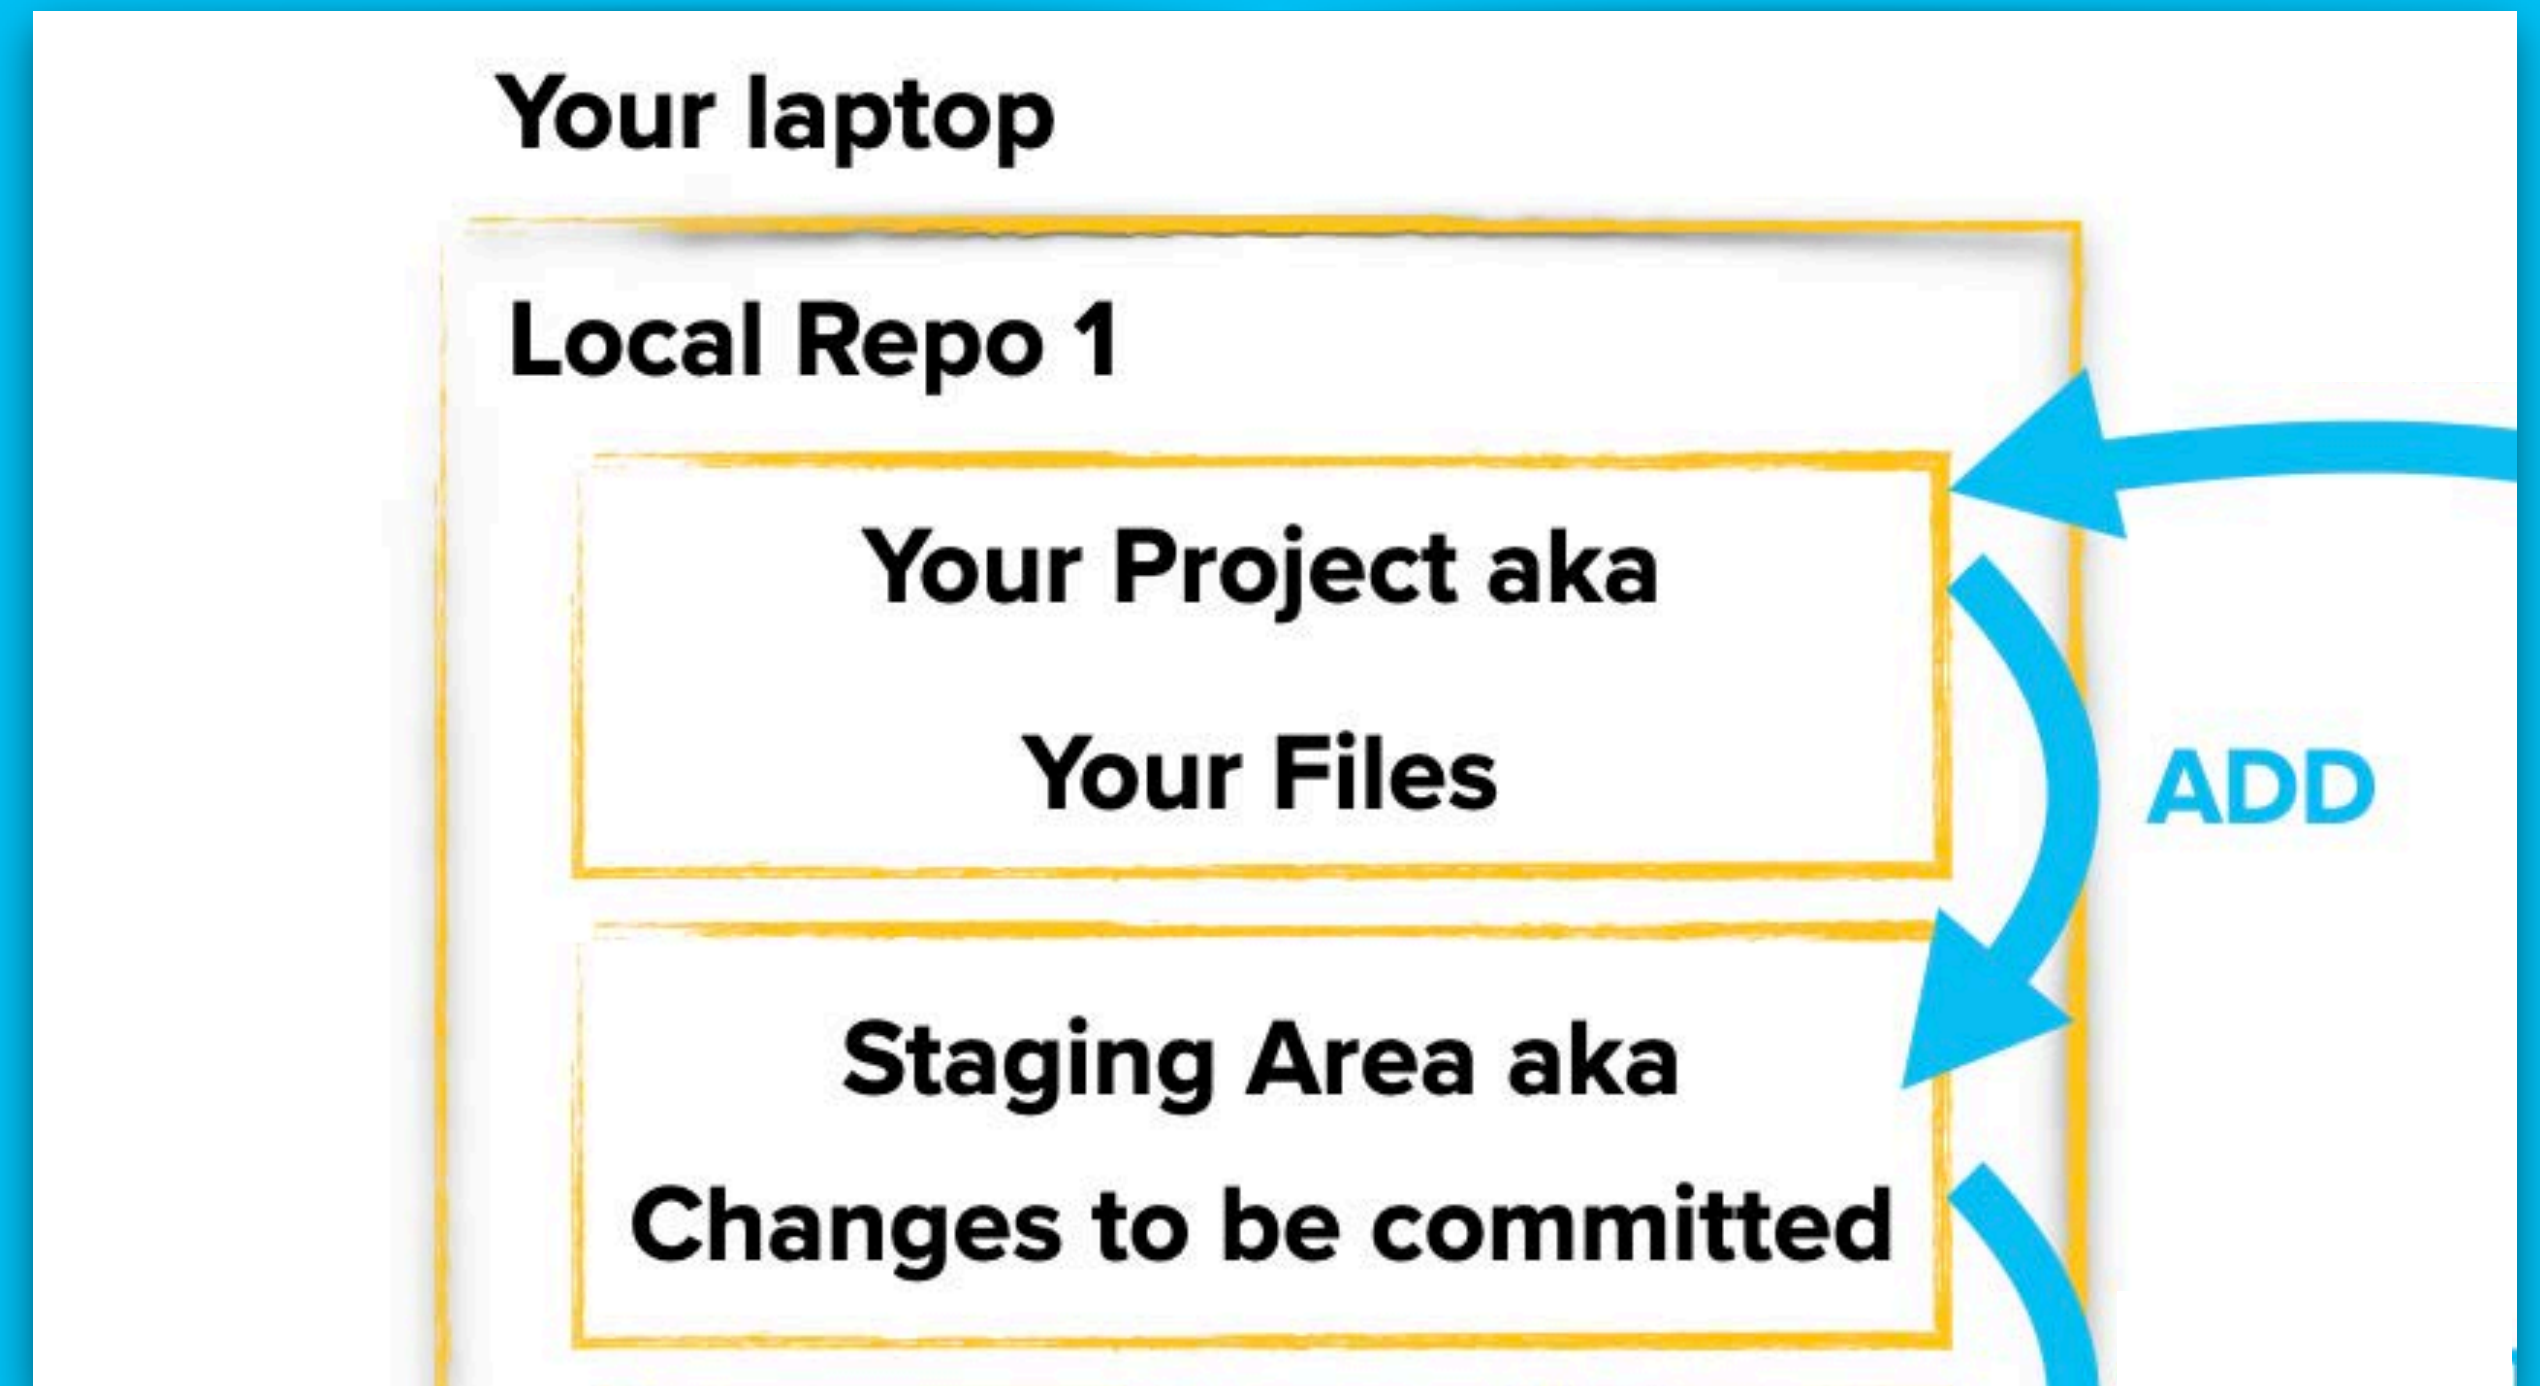 Your laptop
Local Repo 1
Your Project aka
Your Files
ADD
Staging Area aka
Changes to be committed